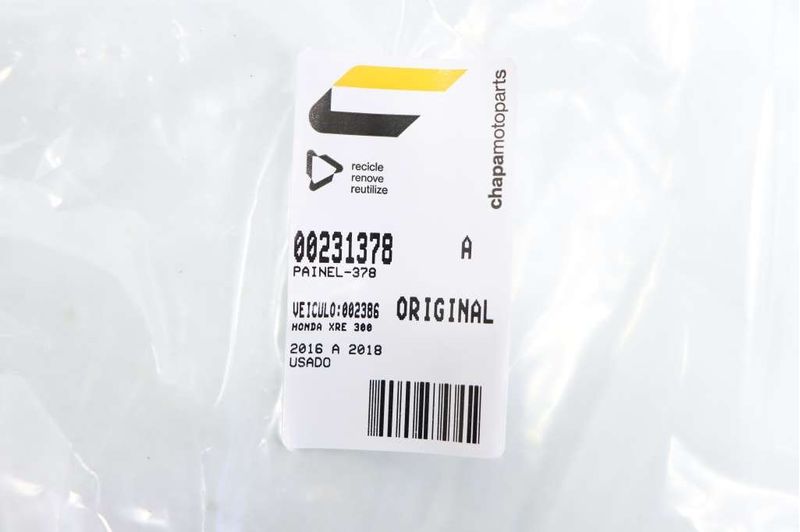 chapamotoparts
recicle
renove
reutilize
00231378 A
PAINEL-378
VEICULO:002386 ORIGINAL
HONDA XRE 300
2016 A 2018
USADO